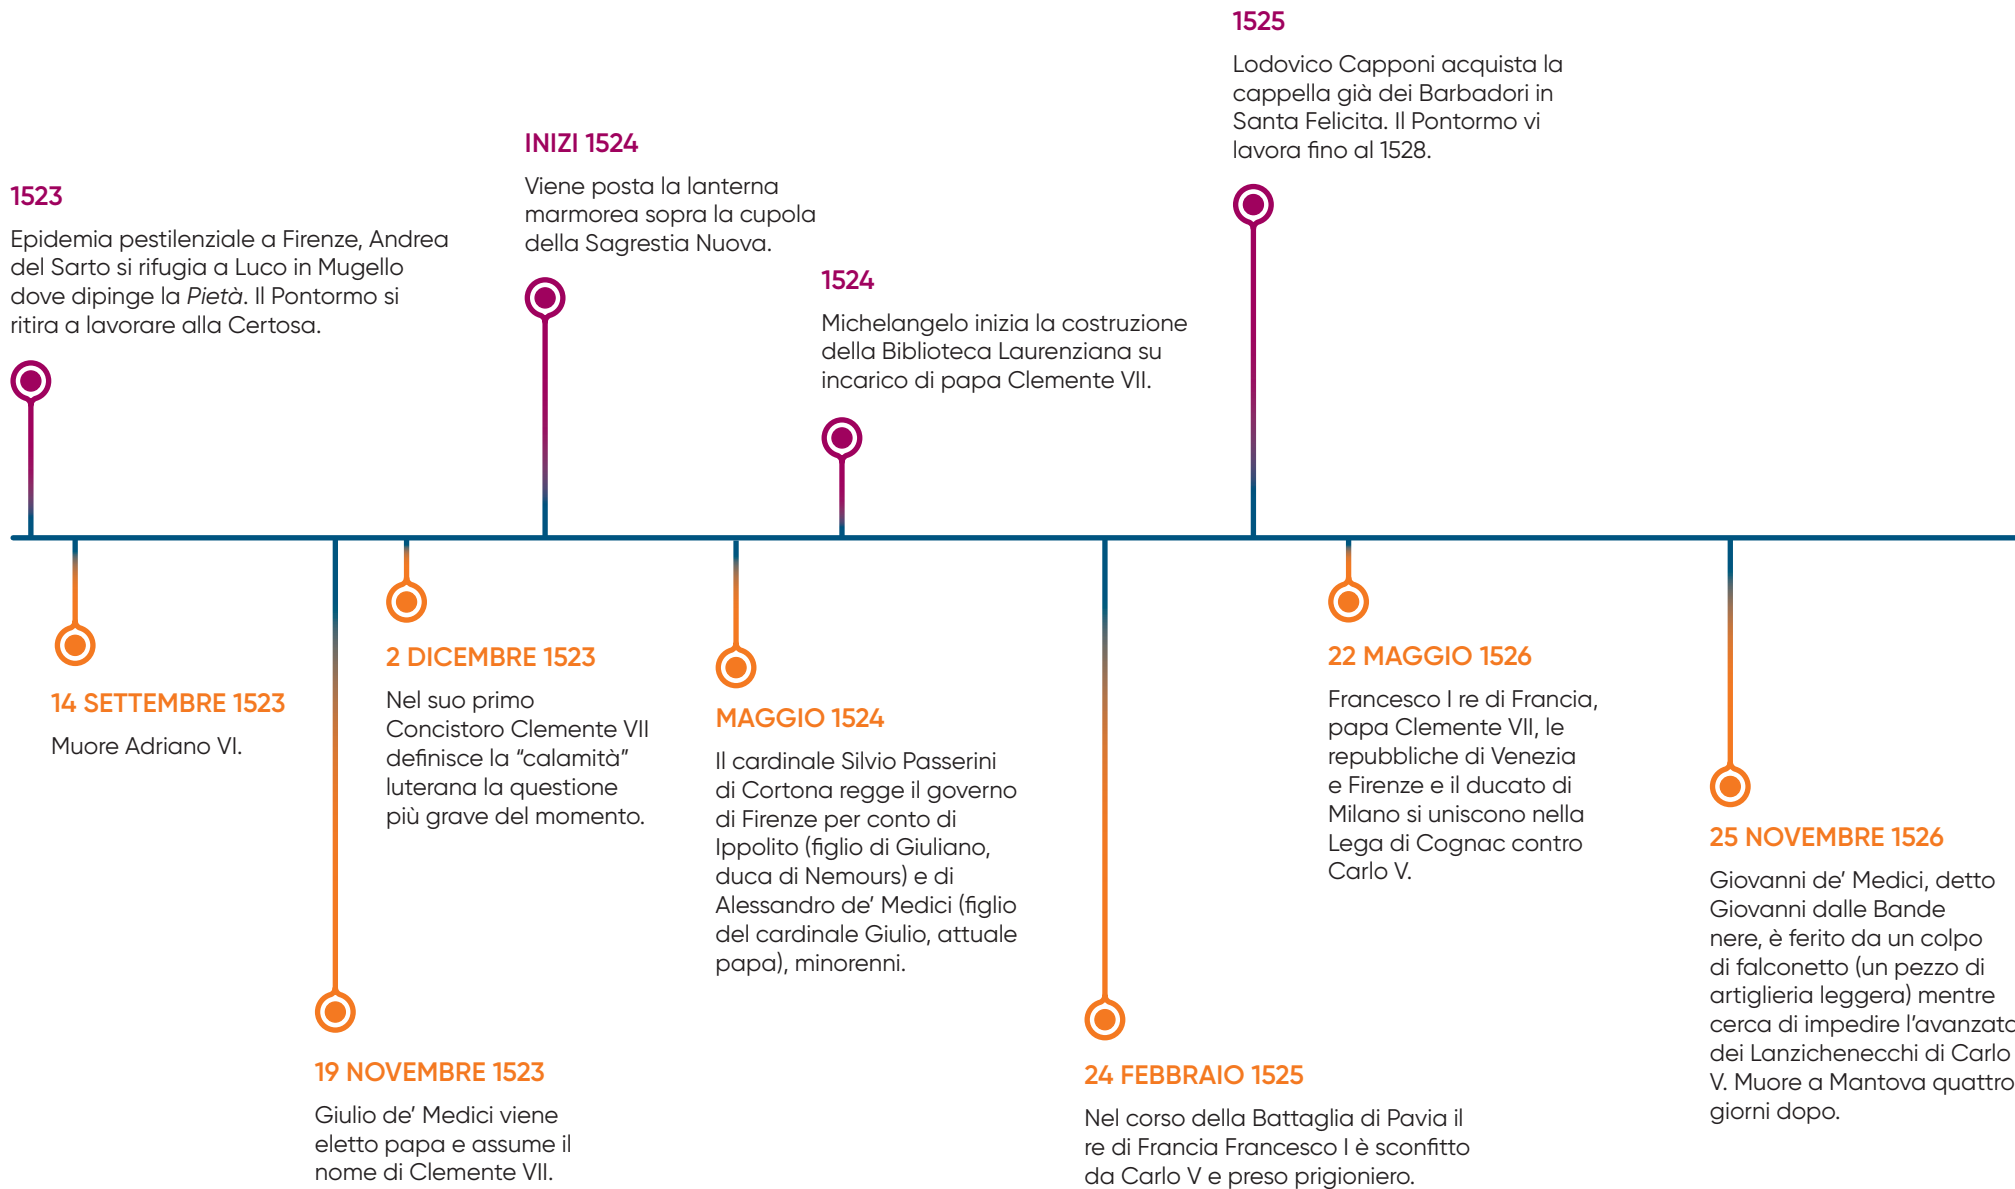 1523
Epidemia pestilenziale a Firenze, Andrea
del Sarto si rifugia a Luco in Mugello
dove dipinge la Pietà. Il Pontormo si
ritira a lavorare alla Certosa.
INIZI 1524
Viene posta la lanterna
marmorea sopra la cupola
della Sagrestia Nuova.
1524
Michelangelo inizia la costruzione
della Biblioteca Laurenziana su
incarico di papa Clemente VII.
1525
Lodovico Capponi acquista la
cappella già dei Barbadori in
Santa Felicita. Il Pontormo vi
lavora fino al 1528.
14 SETTEMBRE 1523
Muore Adriano VI.
19 NOVEMBRE 1523
Giulio de’ Medici viene
eletto papa e assume il
nome di Clemente VII.
2 DICEMBRE 1523
Nel suo primo
Concistoro Clemente VII
definisce la “calamità”
luterana la questione
più grave del momento.
MAGGIO 1524
Il cardinale Silvio Passerini
di Cortona regge il governo
di Firenze per conto di
Ippolito (figlio di Giuliano,
duca di Nemours) e di
Alessandro de’ Medici (figlio
del cardinale Giulio, attuale
papa), minorenni.
24 FEBBRAIO 1525
Nel corso della Battaglia di Pavia il
re di Francia Francesco I è sconfitto
da Carlo V e preso prigioniero.
22 MAGGIO 1526
Francesco I re di Francia,
papa Clemente VII, le
repubbliche di Venezia
e Firenze e il ducato di
Milano si uniscono nella
Lega di Cognac contro
Carlo V.
25 NOVEMBRE 1526
Giovanni de’ Medici, detto
Giovanni dalle Bande
nere, è ferito da un colpo
di falconetto (un pezzo di
artiglieria leggera) mentre
cerca di impedire l’avanzata
dei Lanzichenecchi di Carlo
V. Muore a Mantova quattro
giorni dopo.